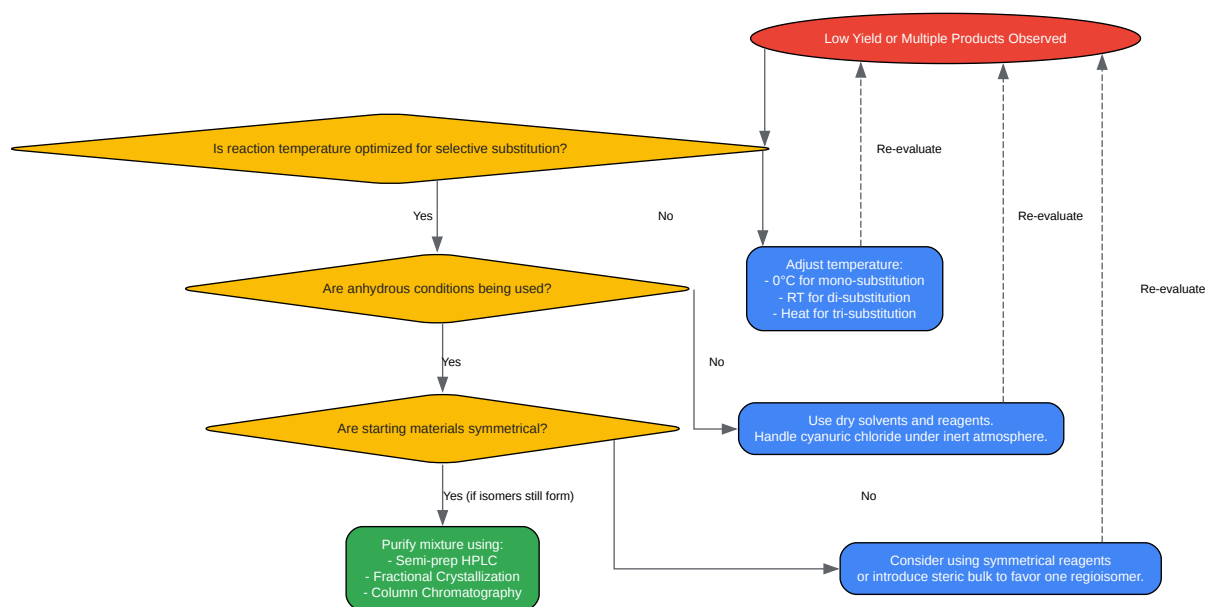 Low Yield or Multiple Products Observed
Is reaction temperature optimized for selective substitution?
Re-evaluate
Yes
No
Re-evaluate
Adjust temperature:
- 0°C for mono-substitution
- RT for di-substitution
- Heat for tri-substitution
Are anhydrous conditions being used?
Re-evaluate
Yes
No
Use dry solvents and reagents.
Handle cyanuric chloride under inert atmosphere.
Are starting materials symmetrical?
Yes (if isomers still form)
No
Purify mixture using:
- Semi-prep HPLC
- Fractional Crystallization
- Column Chromatography
Consider using symmetrical reagents
or introduce steric bulk to favor one regioisomer.